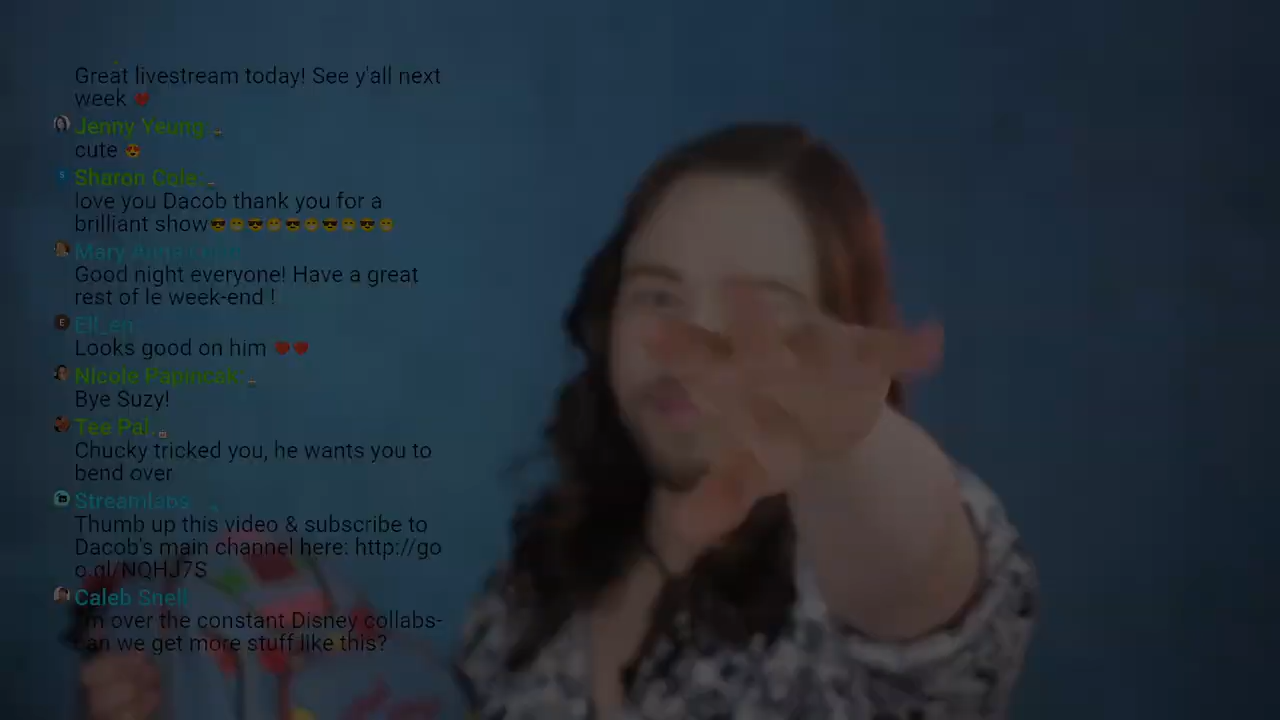 Great livestream today! See y'all next
week
Jenny Yeung:
cute
Sharon Cole:
love you Dacob thank you for a
brilliant show
Mary
Good night everyone! Have a great
rest of le week-end !
Ell_en:
Looks good on him
Nicole Papincak:
Bye Suzy!
Tee Pal:
Chucky tricked you, he wants you to
bend over
Streamlabs:
Thumb up this video & subscribe to
Dacob's main channel here: http://go
o.gl/NQHJ7S
Caleb Snell:
I'm over the constant Disney collabs-
can we get more stuff like this?